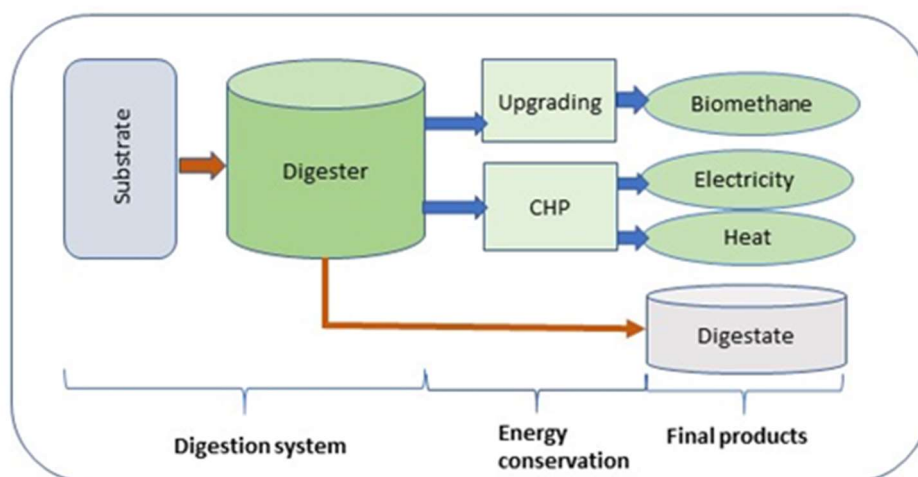 Substrate
Digester
Upgrading
CHP
Biomethane
Electricity
Heat
Digestate
Digestion system
Energy
conservation
Final products